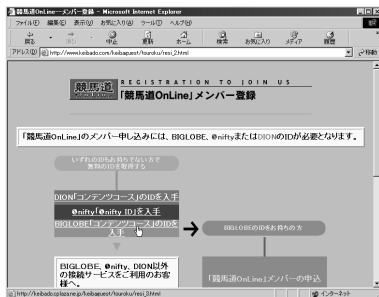 競馬道OnLine--メンバー登録 - Microsoft Internet Explorer
ファイル(F) 編集(E) 表示(V) お気に入り(A) ツール(T) ヘルプ(H)
戻る 中止 更新 ホーム 検索 お気に入り メディア 履歴
アドレス(D) http://www.keibado.com/keibaguest/touroku/resi_2.html 移動
競馬道 REGISTRATION TO JOIN US
「競馬道OnLine」メンバー登録
「競馬道OnLine」のメンバー申し込みには、BIGLOBE、@niftyまたはDIONのIDが必要となります。
いずれのIDもお持ちでない方で
無料のIDを取得する
DION「コンテンツコース」のIDを入手
@nifty「@nifty ID」を入手
BIGLOBE「コンテンツコース」のIDを
入手
BIGLOBEのIDをお持ちの方
BIGLOBE、@nifty、DION以外
の接続サービスをご利用のお客
様へ。
「競馬道OnLine」メンバーの申込
http://keibado.cplaza.ne.jp/keibaguest/touroku/resi_3.html インターネット